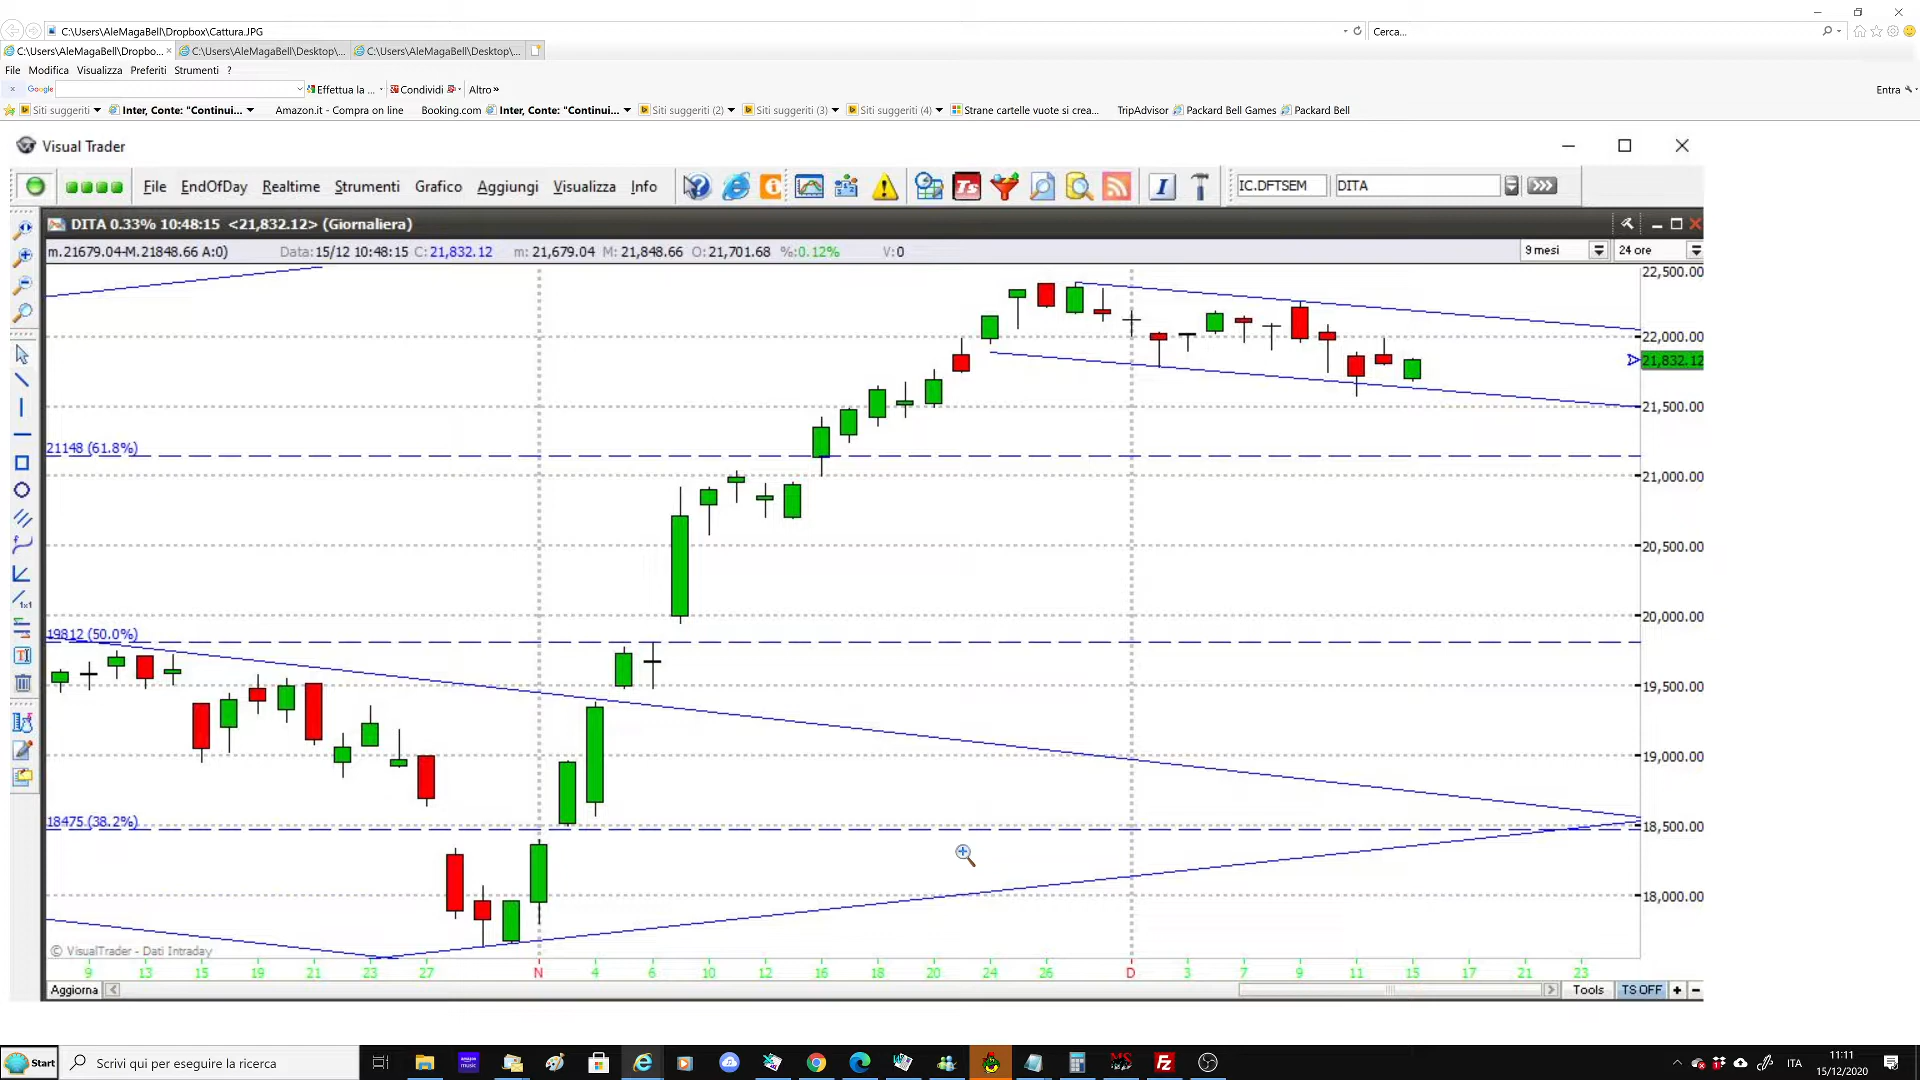 C:\Users\AleMagaBell\Dropbox\Cattura.JPG
Cerca...
C:\Users\AleMagaBell\Dropbo...
C:\Users\AleMagaBell\Desktop\...
C:\Users\AleMagaBell\Desktop\...
File Modifica Visualizza Preferiti Strumenti ?
Google
Effettua la ...
Condividi
Altro »
Entra
Siti suggeriti
Inter, Conte: "Continui...
Amazon.it - Compra on line
Booking.com
Inter, Conte: "Continui...
Siti suggeriti (2)
Siti suggeriti (3)
Siti suggeriti (4)
Strane cartelle vuote si crea...
TripAdvisor
Packard Bell Games
Packard Bell
Visual Trader
File EndOfDay Realtime Strumenti Grafico Aggiungi Visualizza Info
Ts
I
IC.DFTSEM
DITA
DITA 0.33% 10:48:15 <21,832.12> (Giornaliera)
m.21679.04-M.21848.66 A:0)
Data:15/12 10:48:15 C:21,832.12 m: 21,679.04 M: 21,848.66 O:21,701.68 %:0.12% V:0
9 mesi
24 ore
22,500.00
22,000.00
21,832.12
21,500.00
21148 (61.8%)
21,000.00
20,500.00
20,000.00
19812 (50.0%)
19,500.00
19,000.00
18475 (38.2%)
18,500.00
18,000.00
1x1
© VisualTrader - Dati Intraday
9 13 15 19 21 23 27 N 4 6 10 12 16 18 20 24 26 D 3 7 9 11 15 17 21 23
Aggiorna
Tools
TS OFF
Start
Scrivi qui per eseguire la ricerca
ITA
11:11
15/12/2020